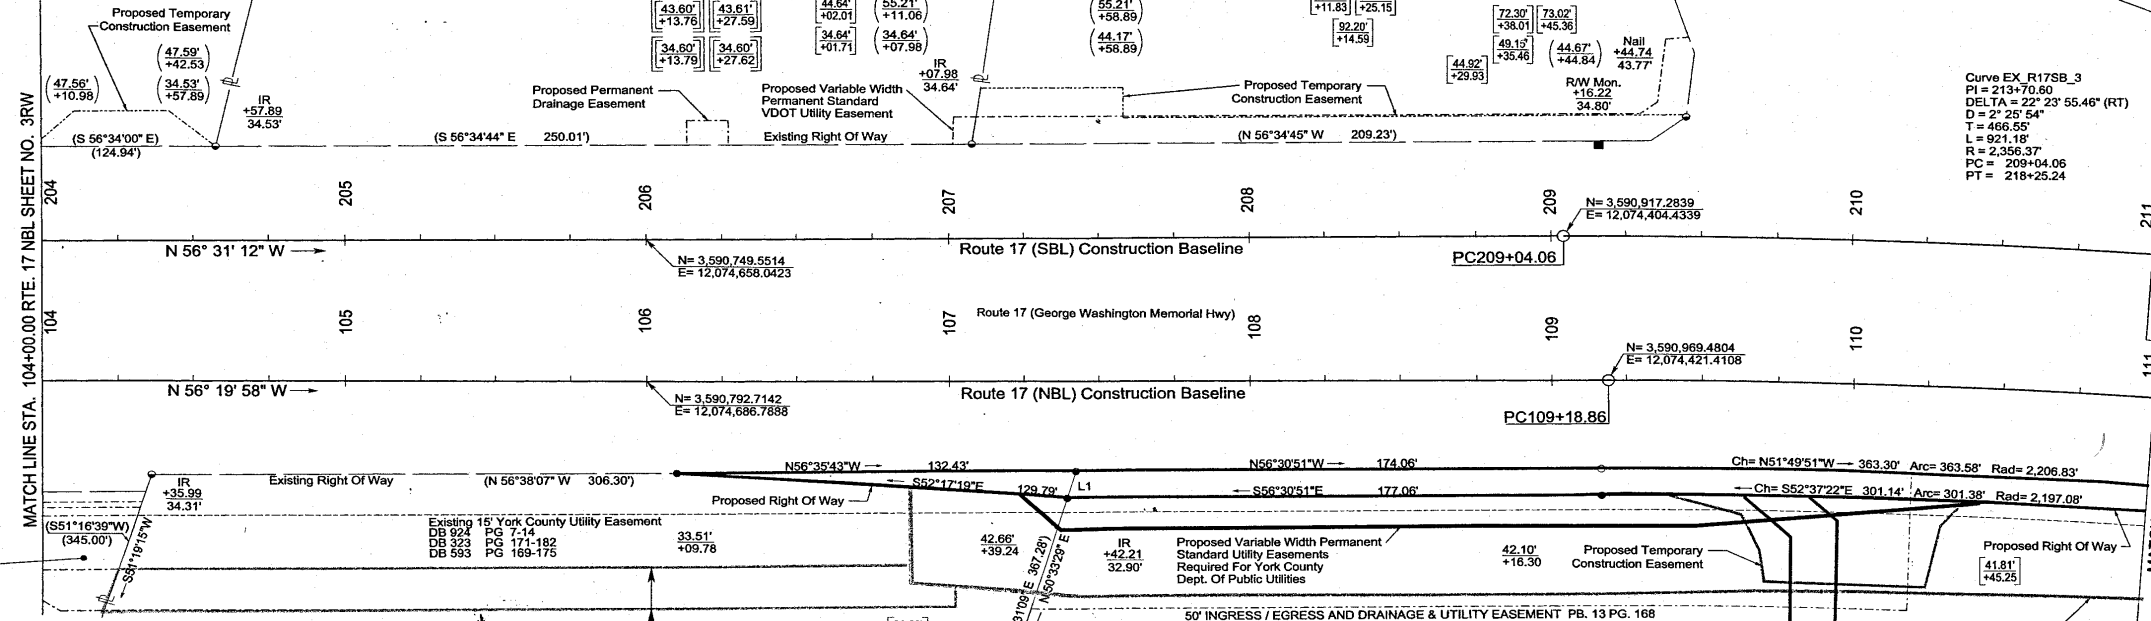 Proposed Temporary
Construction Easement
(47.59'
+42.53)
(47.56'
+10.98)
(34.53'
+57.89)
IR
+57.89
34.53'
(S 56°34'00" E)
(124.94')
[43.60'
+13.76]
[43.61'
+27.59]
[34.60'
+13.79]
[34.60'
+27.62]
44.64'
+02.01
[34.64'
+01.71]
55.21'
+11.06
(34.64'
+07.98)
IR
+07.98
34.64'
55.21'
+58.89
(44.17'
+58.89)
+11.83
+25.15
[92.20'
+14.59]
[72.30'
+38.01]
[73.02'
+45.36]
[49.15'
+35.46]
(44.67'
+44.84)
Nail
+44.74
43.77'
[44.92'
+29.93]
R/W Mon.
+16.22
34.80'
Proposed Permanent
Drainage Easement
Proposed Variable Width
Permanent Standard
VDOT Utility Easement
Proposed Temporary
Construction Easement
(S 56°34'44" E 250.01')
Existing Right Of Way
(N 56°34'45" W 209.23')
Curve EX_R17SB_3
PI = 213+70.60
DELTA = 22° 23' 55.46" (RT)
D = 2° 25' 54"
T = 466.55'
L = 921.18'
R = 2,356.37'
PC = 209+04.06
PT = 218+25.24
MATCH LINE STA. 104+00.00 RTE. 17 NBL SHEET NO. 3RW
204
205
206
207
208
209
210
211
N= 3,590,917.2839
E= 12,074,404.4339
N 56° 31' 12" W
N= 3,590,749.5514
E= 12,074,658.0423
Route 17 (SBL) Construction Baseline
PC209+04.06
104
105
106
107
108
109
110
111
Route 17 (George Washington Memorial Hwy)
N= 3,590,969.4804
E= 12,074,421.4108
N 56° 19' 58" W
N= 3,590,792.7142
E= 12,074,686.7888
Route 17 (NBL) Construction Baseline
PC109+18.86
IR
+35.99
34.31'
Existing Right Of Way
(N 56°38'07" W 306.30')
N56°35'43"W 132.43'
N56°30'51"W 174.06'
Ch= N51°49'51"W 363.30' Arc= 363.58' Rad= 2,206.83'
Proposed Right Of Way
S52°17'19"E
129.79'
L1
S56°30'51"E 177.06'
Ch= S52°37'22"E 301.14' Arc= 301.38' Rad= 2,197.08'
(S51°16'39"W)
(345.00')
S51°19'15"W
Existing 15' York County Utility Easement
DB 924 PG 7-14
DB 323 PG 171-182
DB 593 PG 169-175
33.51'
+09.78
42.66'
+39.24
E 367.28')
N 50°33'29" E
IR
+42.21
32.90'
Proposed Variable Width Permanent
Standard Utility Easements
Required For York County
Dept. Of Public Utilities
42.10'
+16.30
Proposed Temporary
Construction Easement
Proposed Right Of Way
[41.81'
+45.25]
50' INGRESS / EGRESS AND DRAINAGE & UTILITY EASEMENT PB. 13 PG. 168